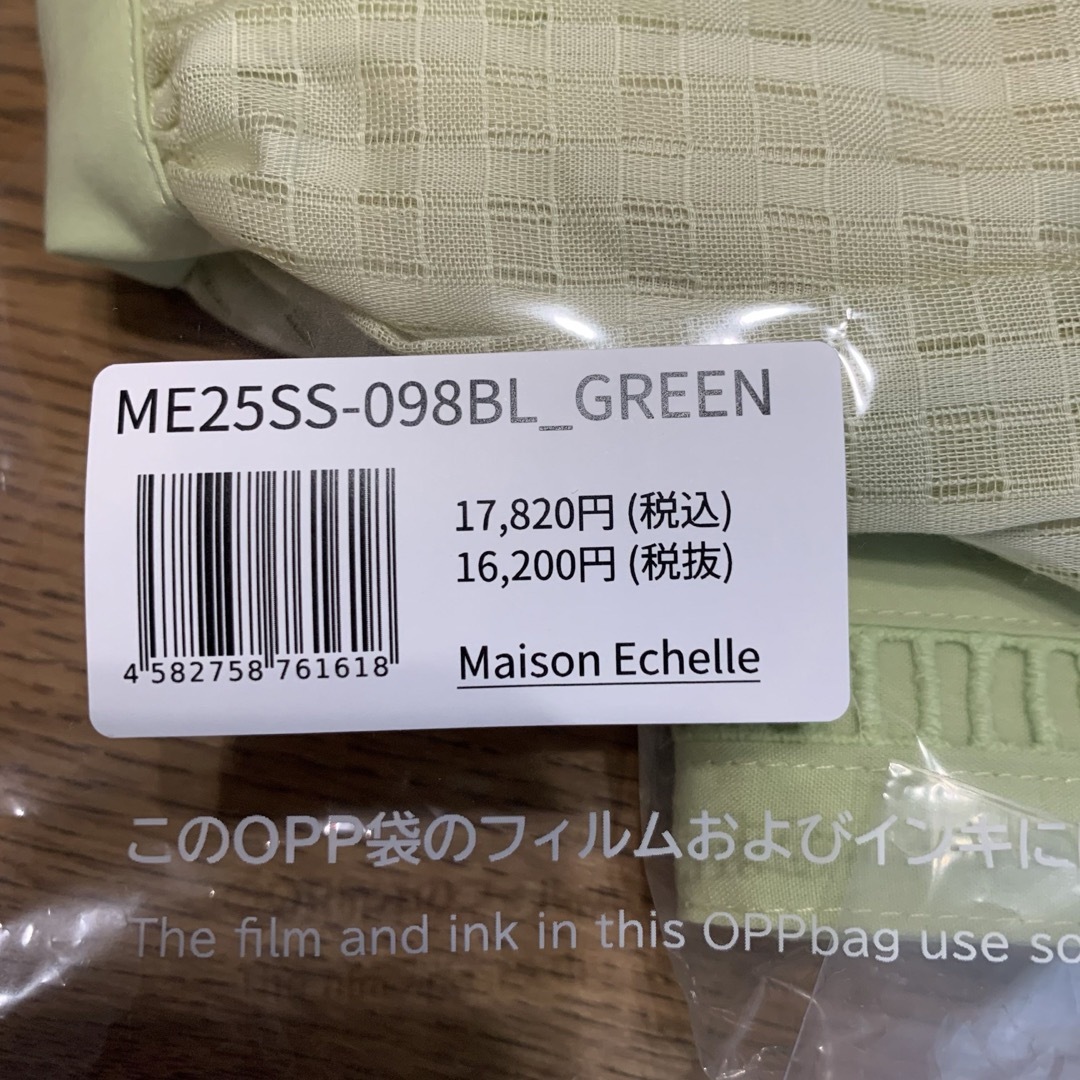 ME25SS-098BL_GREEN
17,820円 (税込)
16,200円 (税抜)
4 582758 761618
Maison Echelle
このOPP袋のフィルムおよびインキに
The film and ink in this OPPbag use so